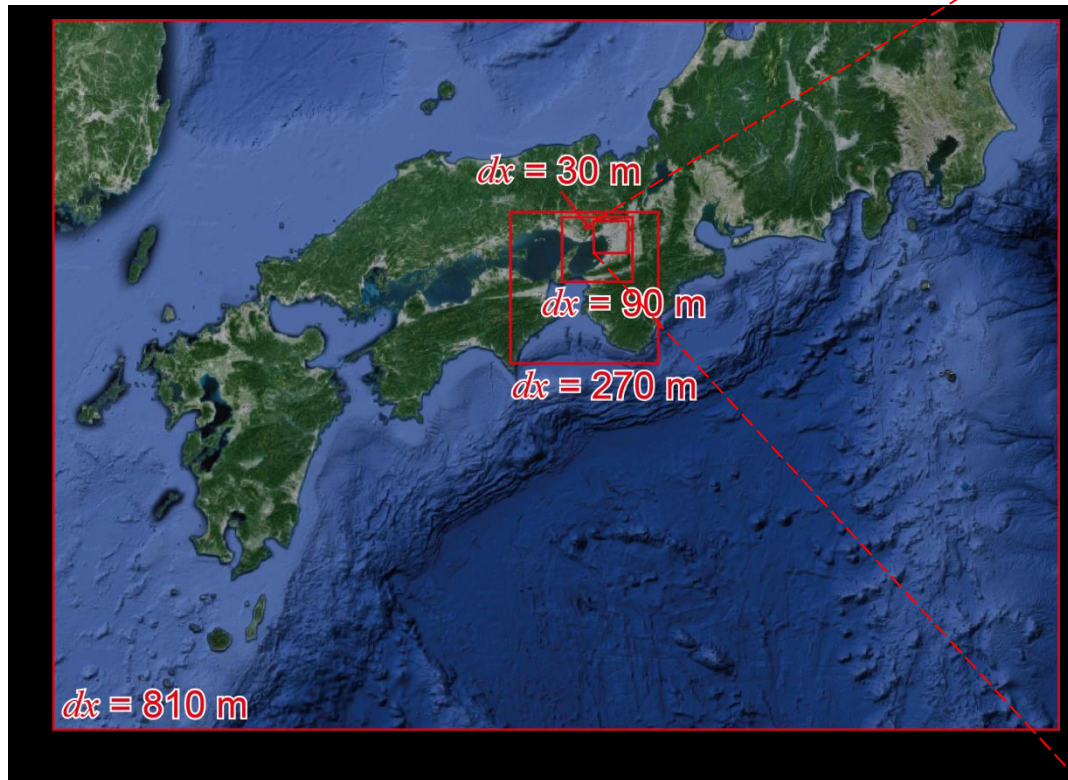 dx = 30 m
dx = 90 m
dx = 270 m
dx = 810 m